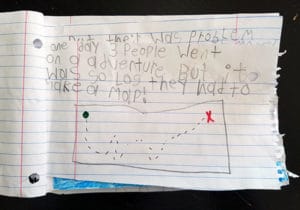 but their was problem
one day 3 People went
on a adventure. But it
was so log they had to
make a Map!
X